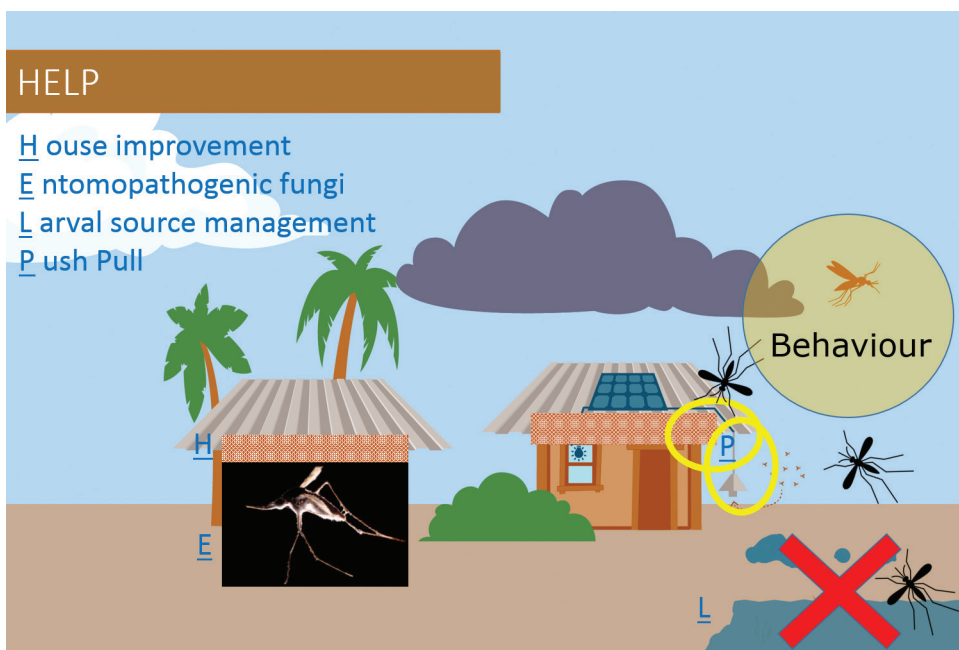 HELP
H ouse improvement
E ntomopathogenic fungi
L arval source management
P ush Pull
Behaviour
H
P
E
L